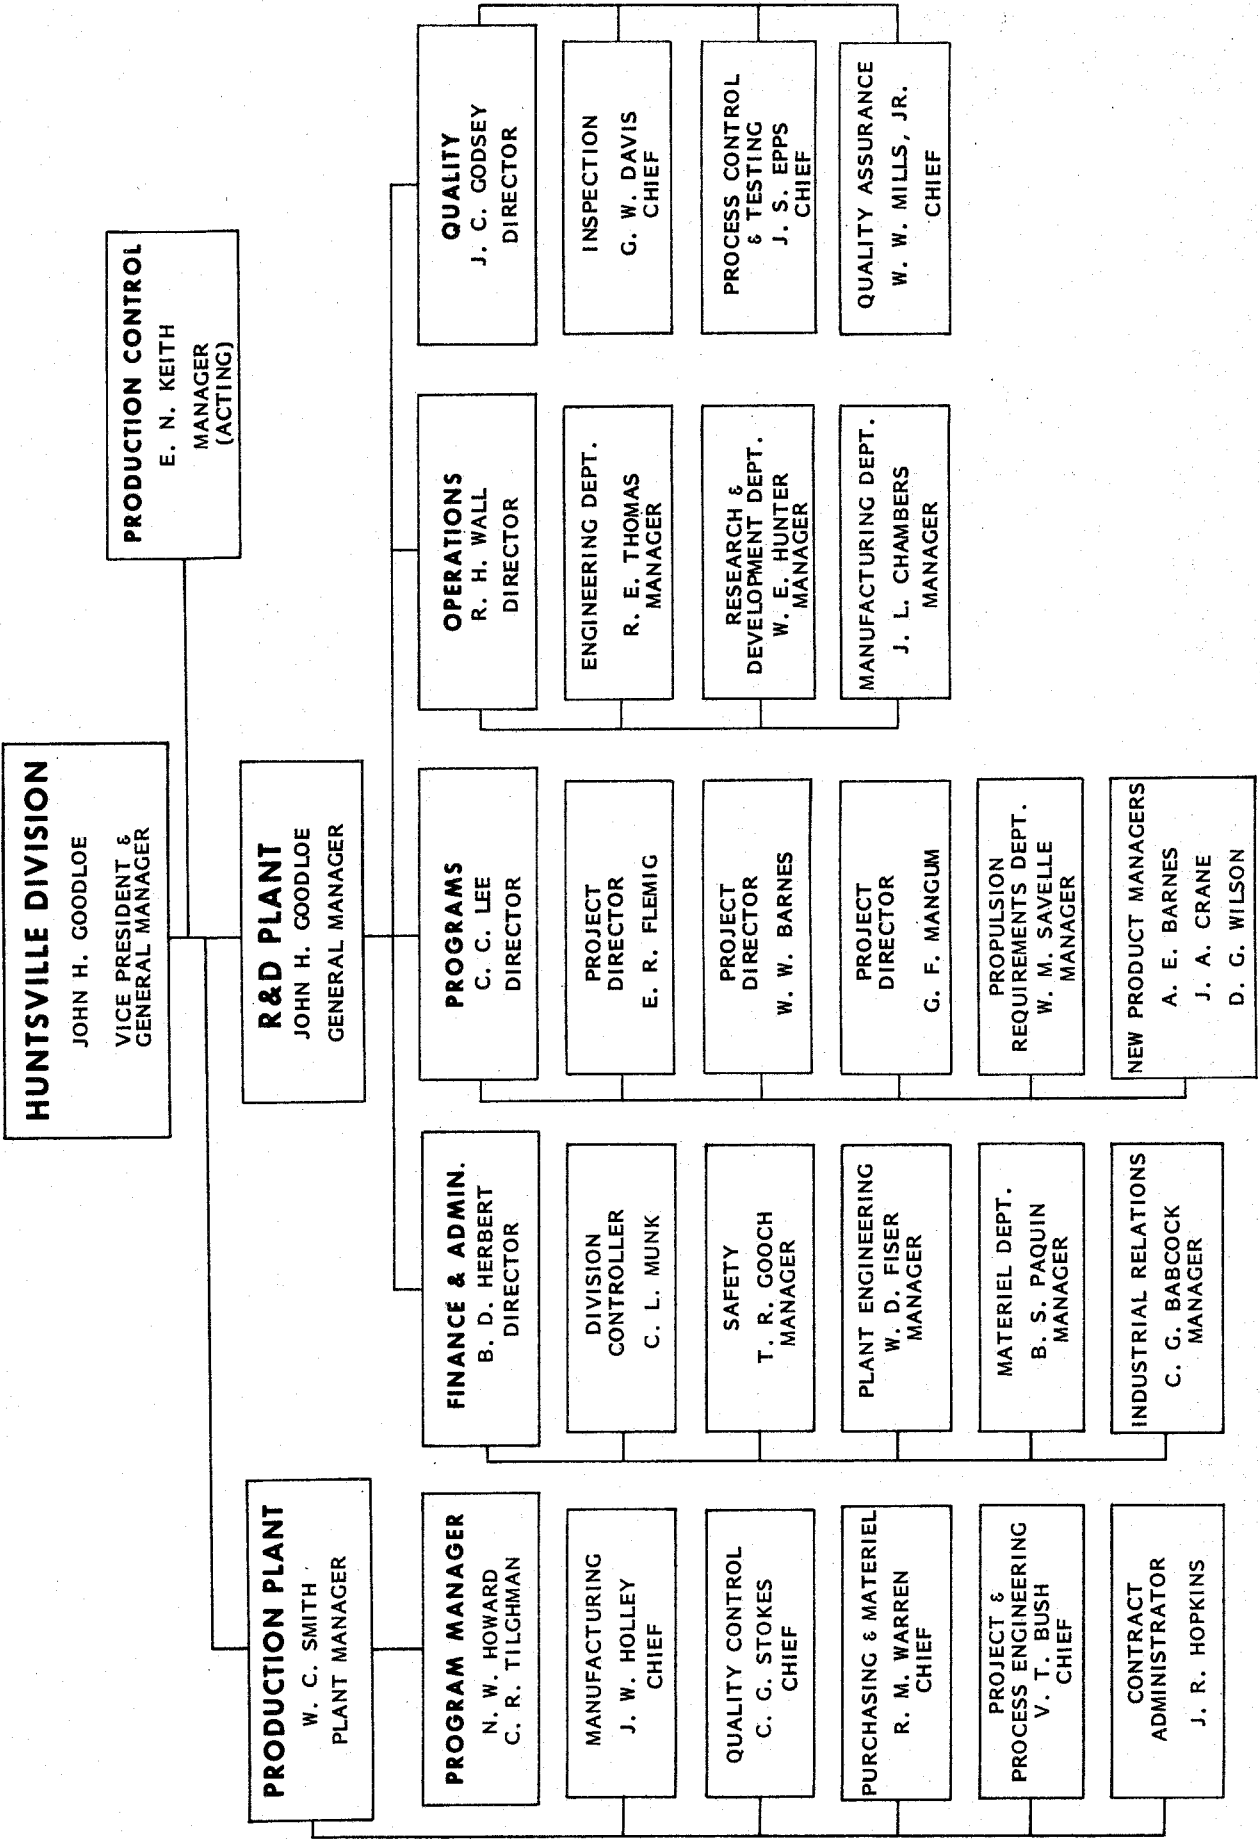 HUNTSVILLE DIVISION
JOHN H. GOODLOE
VICE PRESIDENT &
GENERAL MANAGER
PRODUCTION CONTROL
E. N. KEITH
MANAGER
(ACTING)
PRODUCTION PLANT
W. C. SMITH
PLANT MANAGER
R&D PLANT
JOHN H. GOODLOE
GENERAL MANAGER
PROGRAM MANAGER
N. W. HOWARD
C. R. TILGHMAN
MANUFACTURING
J. W. HOLLEY
CHIEF
QUALITY CONTROL
C. G. STOKES
CHIEF
PURCHASING & MATERIEL
R. M. WARREN
CHIEF
PROJECT &
PROCESS ENGINEERING
V. T. BUSH
CHIEF
CONTRACT
ADMINISTRATOR
J. R. HOPKINS
FINANCE & ADMIN.
B. D. HERBERT
DIRECTOR
DIVISION
CONTROLLER
C. L. MUNK
SAFETY
T. R. GOOCH
MANAGER
PLANT ENGINEERING
W. D. FISER
MANAGER
MATERIEL DEPT.
B. S. PAQUIN
MANAGER
INDUSTRIAL RELATIONS
C. G. BABCOCK
MANAGER
PROGRAMS
C. C. LEE
DIRECTOR
PROJECT
DIRECTOR
E. R. FLEMIG
PROJECT
DIRECTOR
W. W. BARNES
PROJECT
DIRECTOR
G. F. MANGUM
PROPULSION
REQUIREMENTS DEPT.
W. M. SAVELLE
MANAGER
NEW PRODUCT MANAGERS
A. E. BARNES
J. A. CRANE
D. G. WILSON
OPERATIONS
R. H. WALL
DIRECTOR
ENGINEERING DEPT.
R. E. THOMAS
MANAGER
RESEARCH &
DEVELOPMENT DEPT.
W. E. HUNTER
MANAGER
MANUFACTURING DEPT.
J. L. CHAMBERS
MANAGER
QUALITY
J. C. GODSEY
DIRECTOR
INSPECTION
G. W. DAVIS
CHIEF
PROCESS CONTROL
& TESTING
J. S. EPPS
CHIEF
QUALITY ASSURANCE
W. W. MILLS, JR.
CHIEF